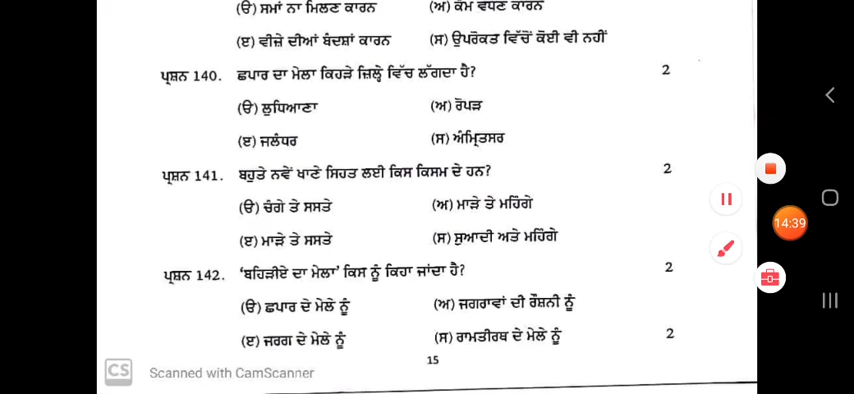 (ੳ) ਸਮਾਂ ਨਾ ਮਿਲਣ ਕਾਰਨ (ਅ) ਕੰਮ ਵਧਣ ਕਾਰਨ
(ੲ) ਵੀਜ਼ੇ ਦੀਆਂ ਬੰਦਸ਼ਾਂ ਕਾਰਨ (ਸ) ਉਪਰੋਕਤ ਵਿੱਚੋਂ ਕੋਈ ਵੀ ਨਹੀਂ
ਪ੍ਰਸ਼ਨ 140. ਛਪਾਰ ਦਾ ਮੇਲਾ ਕਿਹੜੇ ਜ਼ਿਲ੍ਹੇ ਵਿੱਚ ਲੱਗਦਾ ਹੈ? 2
(ੳ) ਲੁਧਿਆਣਾ (ਅ) ਰੋਪੜ
(ੲ) ਜਲੰਧਰ (ਸ) ਅੰਮ੍ਰਿਤਸਰ
ਪ੍ਰਸ਼ਨ 141. ਬਹੁਤੇ ਨਵੇਂ ਖਾਣੇ ਸਿਹਤ ਲਈ ਕਿਸ ਕਿਸਮ ਦੇ ਹਨ? 2
(ੳ) ਚੰਗੇ ਤੇ ਸਸਤੇ (ਅ) ਮਾੜੇ ਤੇ ਮਹਿੰਗੇ
(ੲ) ਮਾੜੇ ਤੇ ਸਸਤੇ (ਸ) ਸੁਆਦੀ ਅਤੇ ਮਹਿੰਗੇ
ਪ੍ਰਸ਼ਨ 142. ‘ਬਹਿੜੀਏ ਦਾ ਮੇਲਾ’ ਕਿਸ ਨੂੰ ਕਿਹਾ ਜਾਂਦਾ ਹੈ? 2
(ੳ) ਛਪਾਰ ਦੇ ਮੇਲੇ ਨੂੰ (ਅ) ਜਗਰਾਵਾਂ ਦੀ ਰੌਸ਼ਨੀ ਨੂੰ
(ੲ) ਜਰਗ ਦੇ ਮੇਲੇ ਨੂੰ (ਸ) ਰਾਮਤੀਰਥ ਦੇ ਮੇਲੇ ਨੂੰ 2
15
CS Scanned with CamScanner
14:39